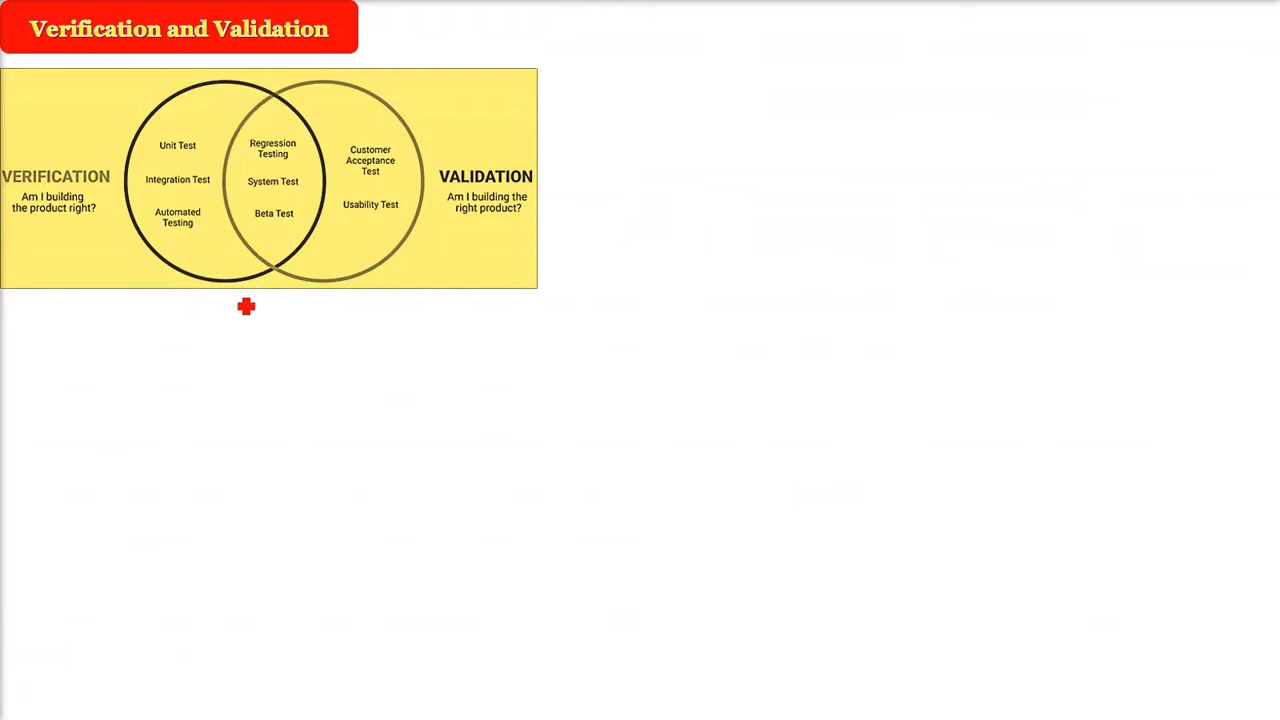 Verification and Validation
VERIFICATION
Am I building
the product right?
Unit Test
Integration Test
Automated
Testing
Regression
Testing
System Test
Beta Test
Customer
Acceptance
Test
Usability Test
VALIDATION
Am I building the
right product?